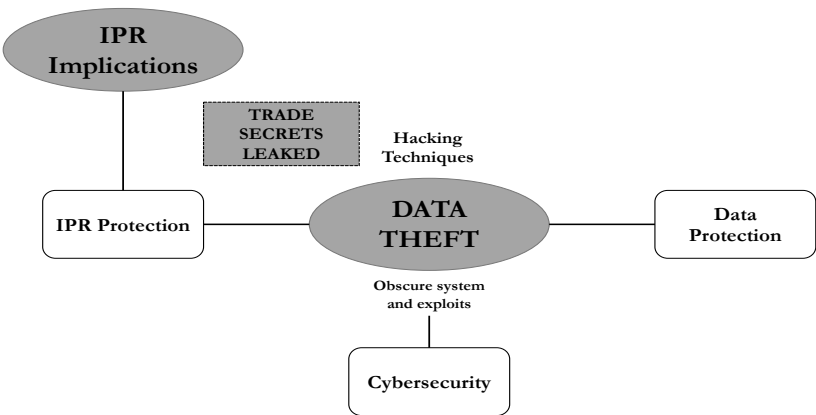 IPR
Implications
TRADE
SECRETS
LEAKED
Hacking
Techniques
IPR Protection
DATA
THEFT
Data
Protection
Obscure system
and exploits
Cybersecurity